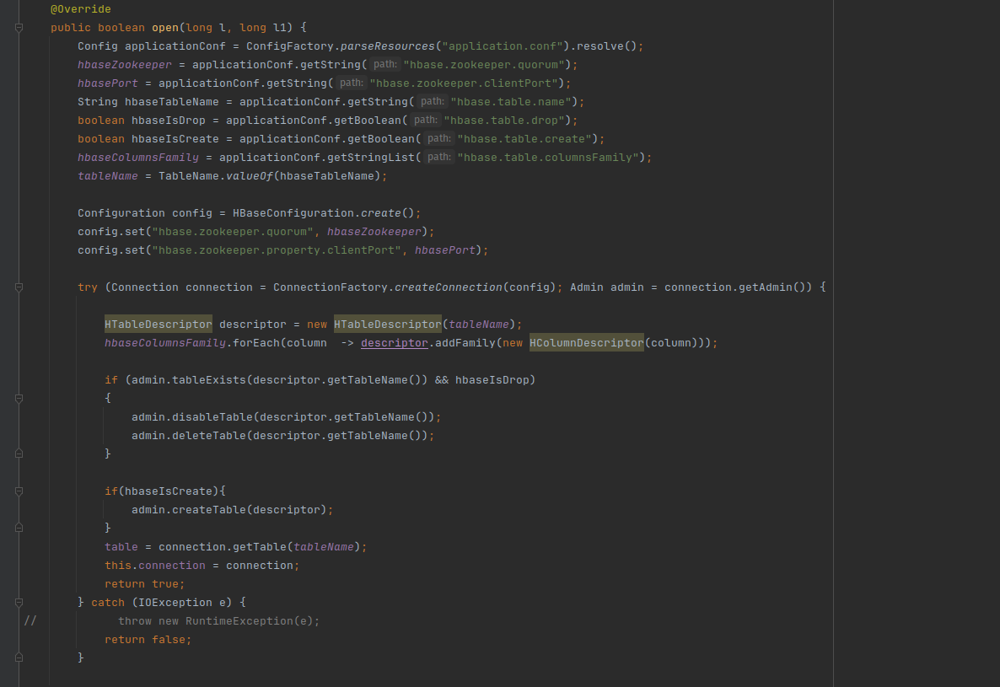 @Override
public boolean open(long l, long l1) {
Config applicationConf = ConfigFactory.parseResources("application.conf").resolve();
hbaseZookeeper = applicationConf.getString( path: "hbase.zookeeper.quorum");
hbasePort = applicationConf.getString( path: "hbase.zookeeper.clientPort");
String hbaseTableName = applicationConf.getString( path: "hbase.table.name");
boolean hbaseIsDrop = applicationConf.getBoolean( path: "hbase.table.drop");
boolean hbaseIsCreate = applicationConf.getBoolean( path: "hbase.table.create");
hbaseColumnsFamily = applicationConf.getStringList( path: "hbase.table.columnsFamily");
tableName = TableName.valueOf(hbaseTableName);
Configuration config = HBaseConfiguration.create();
config.set("hbase.zookeeper.quorum", hbaseZookeeper);
config.set("hbase.zookeeper.property.clientPort", hbasePort);
try (Connection connection = ConnectionFactory.createConnection(config); Admin admin = connection.getAdmin()) {
HTableDescriptor descriptor = new HTableDescriptor(tableName);
hbaseColumnsFamily.forEach(column  -> descriptor.addFamily(new HColumnDescriptor(column)));
if (admin.tableExists(descriptor.getTableName()) && hbaseIsDrop)
{
admin.disableTable(descriptor.getTableName());
admin.deleteTable(descriptor.getTableName());
}
if(hbaseIsCreate){
admin.createTable(descriptor);
}
table = connection.getTable(tableName);
this.connection = connection;
return true;
} catch (IOException e) {
// throw new RuntimeException(e);
return false;
}